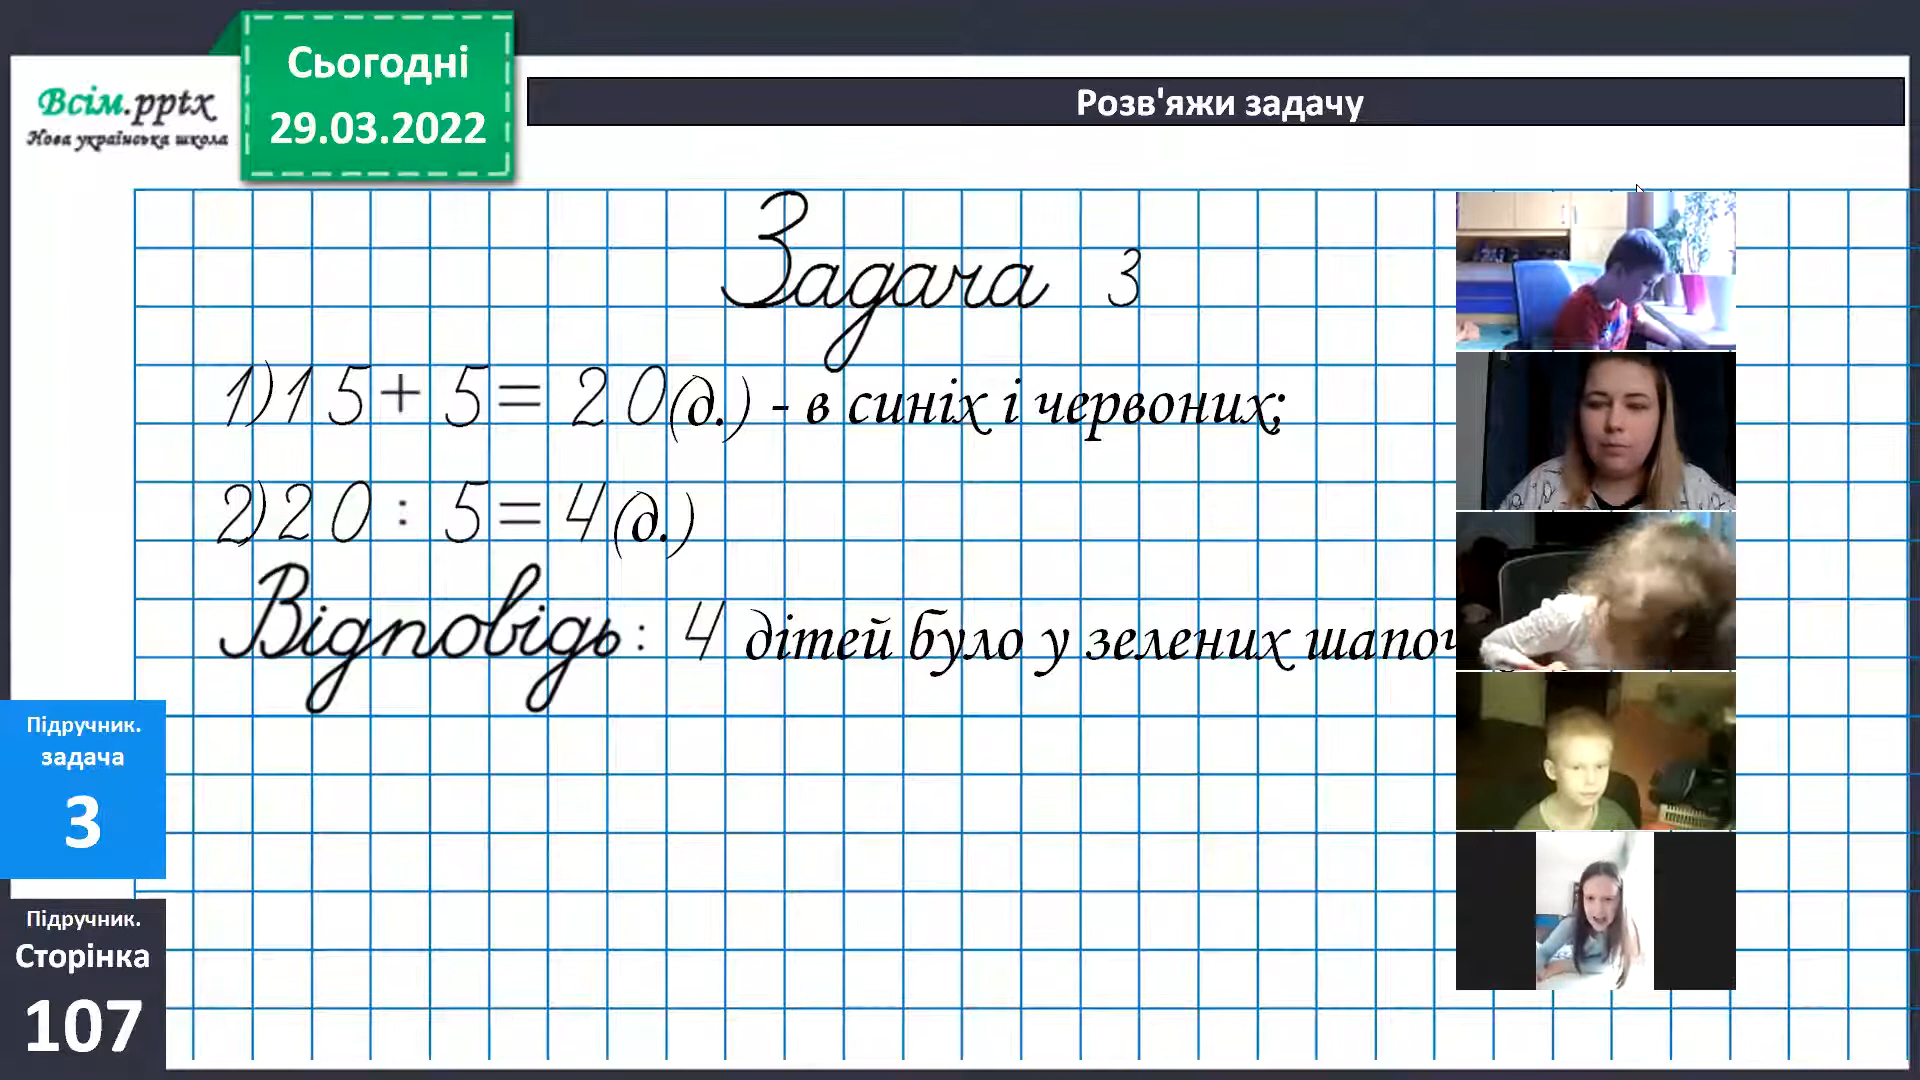 Всім.pptx
Нова українська школа
Сьогодні
29.03.2022
Розв'яжи задачу
Задача 3
1)15+ 5= 20(д.) - в синіх і червоних;
2)20 : 5=4(д.)
Відповідь: 4 дітей було у зелених
Підручник.
задача
3
Підручник.
Сторінка
107